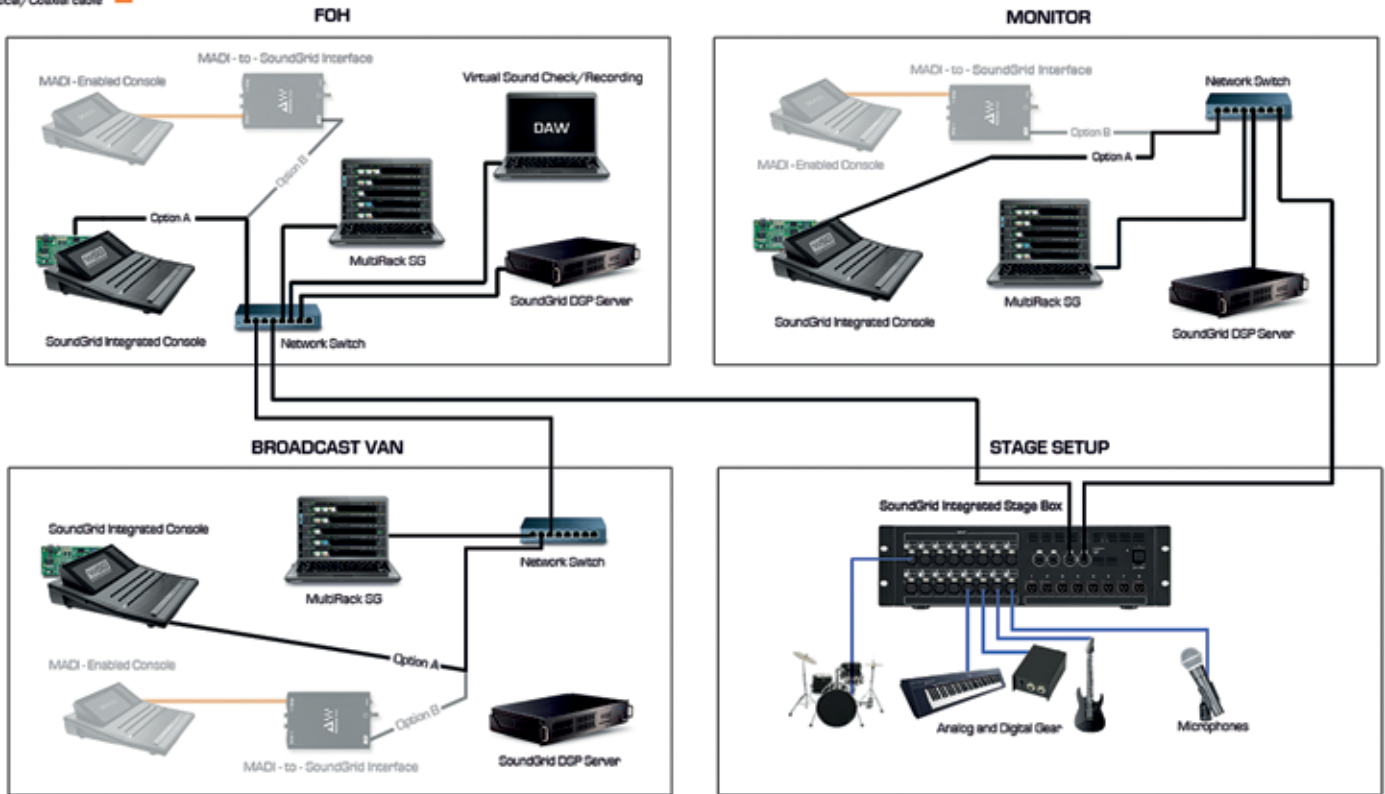 /Coaxial cable
FOH
MADI - to - SoundGrid Interface
MADI - Enabled Console
Virtual Sound Check/Recording
DAW
Option B
Option A
MultiRack SG
SoundGrid DSP Server
SoundGrid Integrated Console
Network Switch
MONITOR
MADI - to - SoundGrid Interface
Network Switch
MADI - Enabled Console
Option B
Option A
MultiRack SG
SoundGrid Integrated Console
SoundGrid DSP Server
BROADCAST VAN
SoundGrid Integrated Console
Network Switch
MultiRack SG
Option A
MADI - Enabled Console
Option B
MADI - to - SoundGrid Interface
SoundGrid DSP Server
STAGE SETUP
SoundGrid Integrated Stage Box
Analog and Digital Gear
Microphones